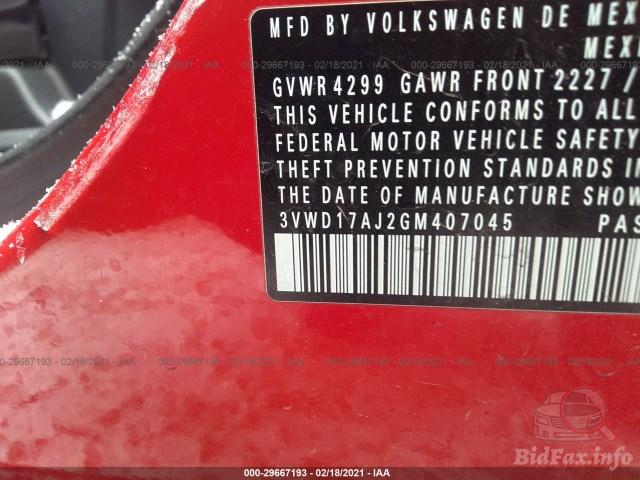 MFD BY VOLKSWAGEN DE MEX
MEXI
GVWR 4299 GAWR FRONT 2227 /
THIS VEHICLE CONFORMS TO ALL
FEDERAL MOTOR VEHICLE SAFETY
THEFT PREVENTION STANDARDS IN
THE DATE OF MANUFACTURE SHOW
3VWD17AJ2GM407045 PAS
000-29667193 - 02/18/2021 - IAA
BidFax.info